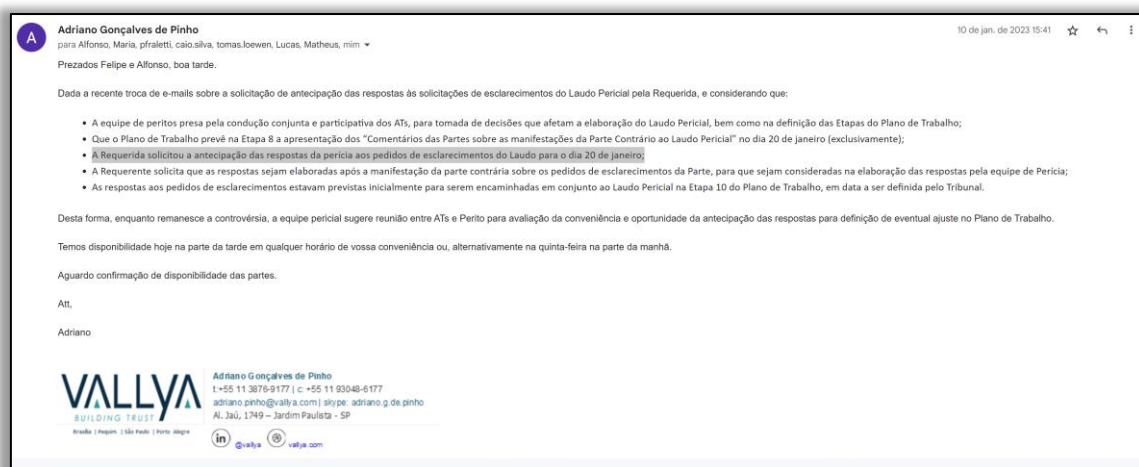 A
Adriano Gonçalves de Pinho
10 de jan. de 2023 15:41
para Alfonso, Maria, pfraletti, caio.silva, tomas.loewen, Lucas, Matheus, mim
Prezados Felipe e Alfonso, boa tarde.
Dada a recente troca de e-mails sobre a solicitação de antecipação das respostas às solicitações de esclarecimentos do Laudo Pericial pela Requerida, e considerando que:
• A equipe de peritos presa pela condução conjunta e participativa dos ATs, para tomada de decisões que afetam a elaboração do Laudo Pericial, bem como na definição das Etapas do Plano de Trabalho;
• Que o Plano de Trabalho prevê na Etapa 8 a apresentação dos “Comentários das Partes sobre as manifestações da Parte Contrário ao Laudo Pericial” no dia 20 de janeiro (exclusivamente);
• A Requerida solicitou a antecipação das respostas da perícia aos pedidos de esclarecimentos do Laudo para o dia 20 de janeiro;
• A Requerente solicita que as respostas sejam elaboradas após a manifestação da parte contrária sobre os pedidos de esclarecimentos da Parte, para que sejam consideradas na elaboração das respostas pela equipe de Perícia;
• As respostas aos pedidos de esclarecimentos estavam previstas inicialmente para serem encaminhadas em conjunto ao Laudo Pericial na Etapa 10 do Plano de Trabalho, em data a ser definida pelo Tribunal.
Desta forma, enquanto remanesce a controvérsia, a equipe pericial sugere reunião entre ATs e Perito para avaliação da conveniência e oportunidade da antecipação das respostas para definição de eventual ajuste no Plano de Trabalho.
Temos disponibilidade hoje na parte da tarde em qualquer horário de vossa conveniência ou, alternativamente na quinta-feira na parte da manhã.
Aguardo confirmação de disponibilidade das partes.
Att,
Adriano
VALLYA
BUILDING TRUST
Brasília | Pequim | São Paulo | Porto Alegre
Adriano Gonçalves de Pinho
t:+55 11 3876-9177 | c: +55 11 93048-6177
adriano.pinho@vallya.com | skype: adriano.g.de.pinho
Al. Jaú, 1749 – Jardim Paulista - SP
in @vallya vallya.com